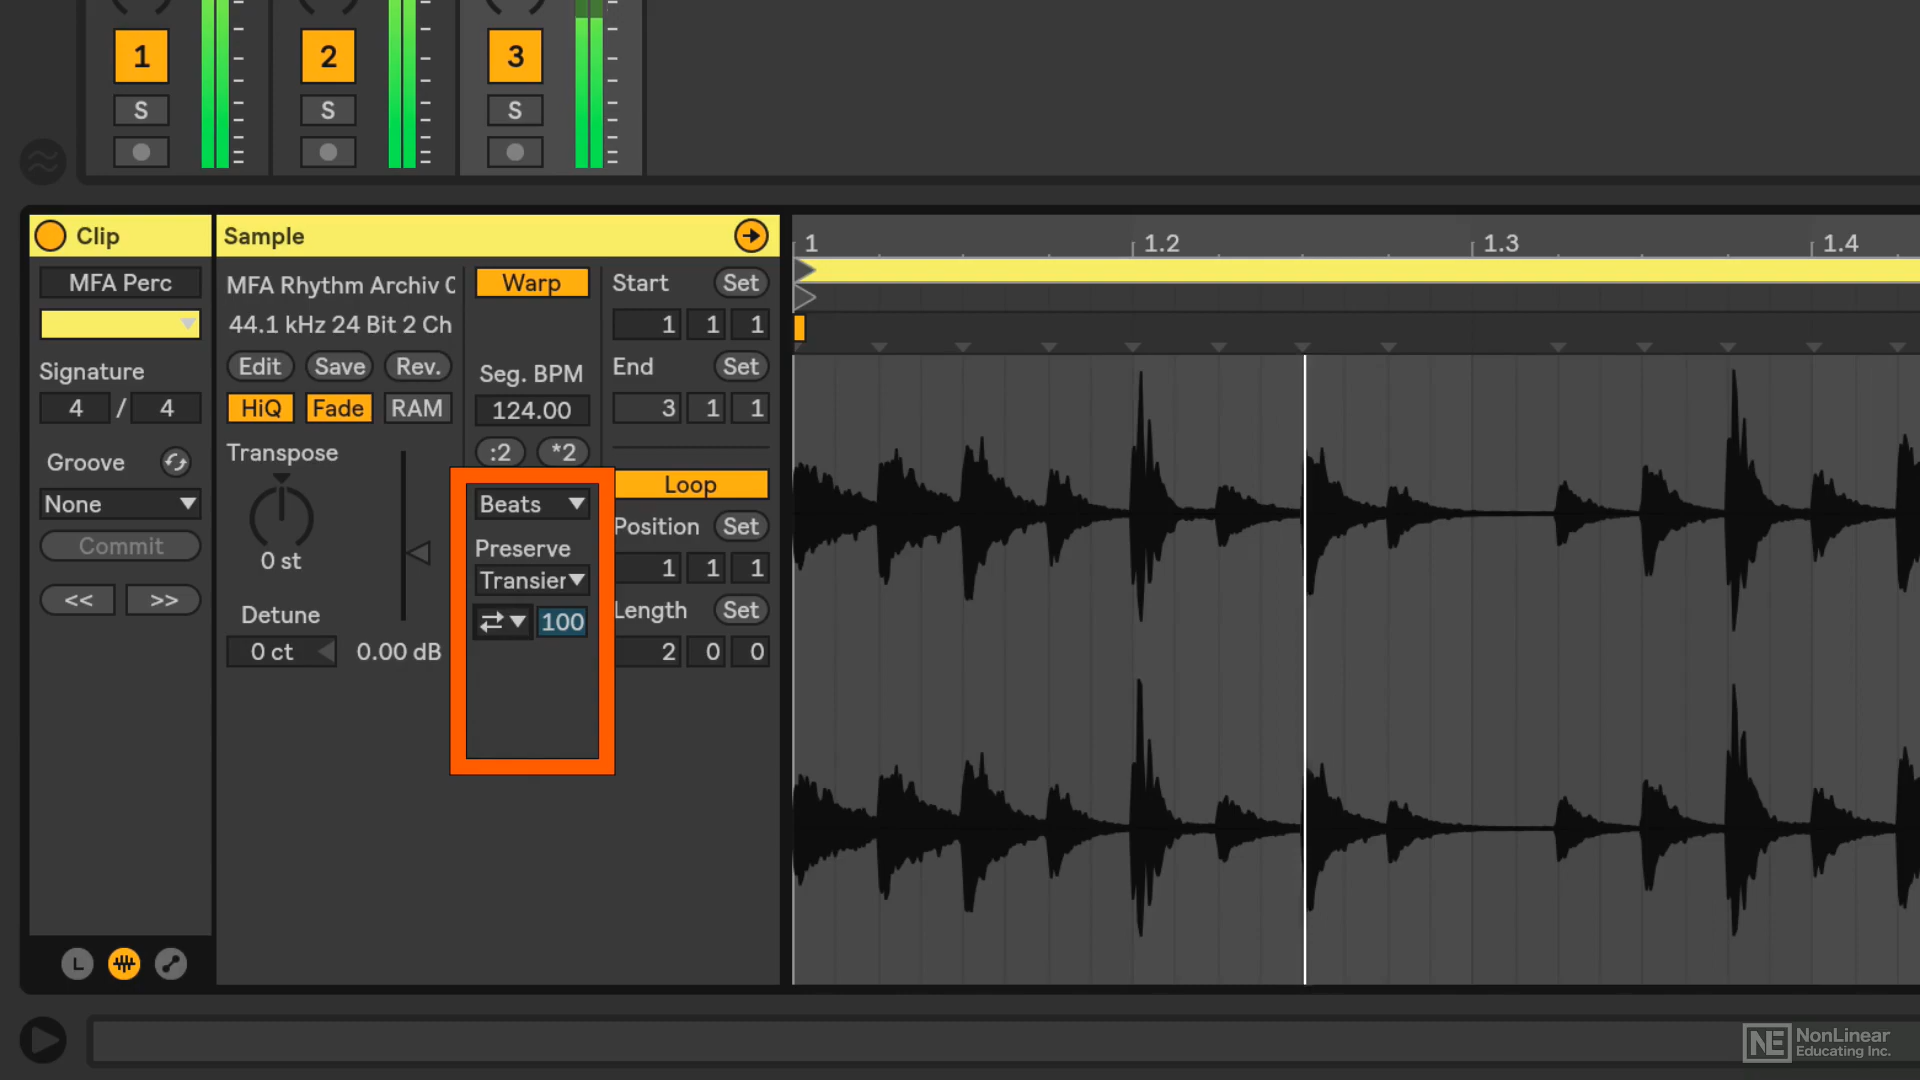 1 2 3
S S S
Clip Sample
MFA Perc
MFA Rhythm Archiv C
44.1 kHz 24 Bit 2 Ch
Signature
4 / 4
Edit Save Rev.
HiQ Fade RAM
Groove
None
Commit
<< >>
Transpose
0 st
Detune
0 ct 0.00 dB
Warp
Seg. BPM
124.00
:2 *2
Beats
Preserve
Transier
100
Start Set
1 1 1
End Set
3 1 1
Loop
Position Set
1 1 1
Length Set
2 0 0
1 1.2 1.3 1.4
L
NE NonLinear
Educating Inc.